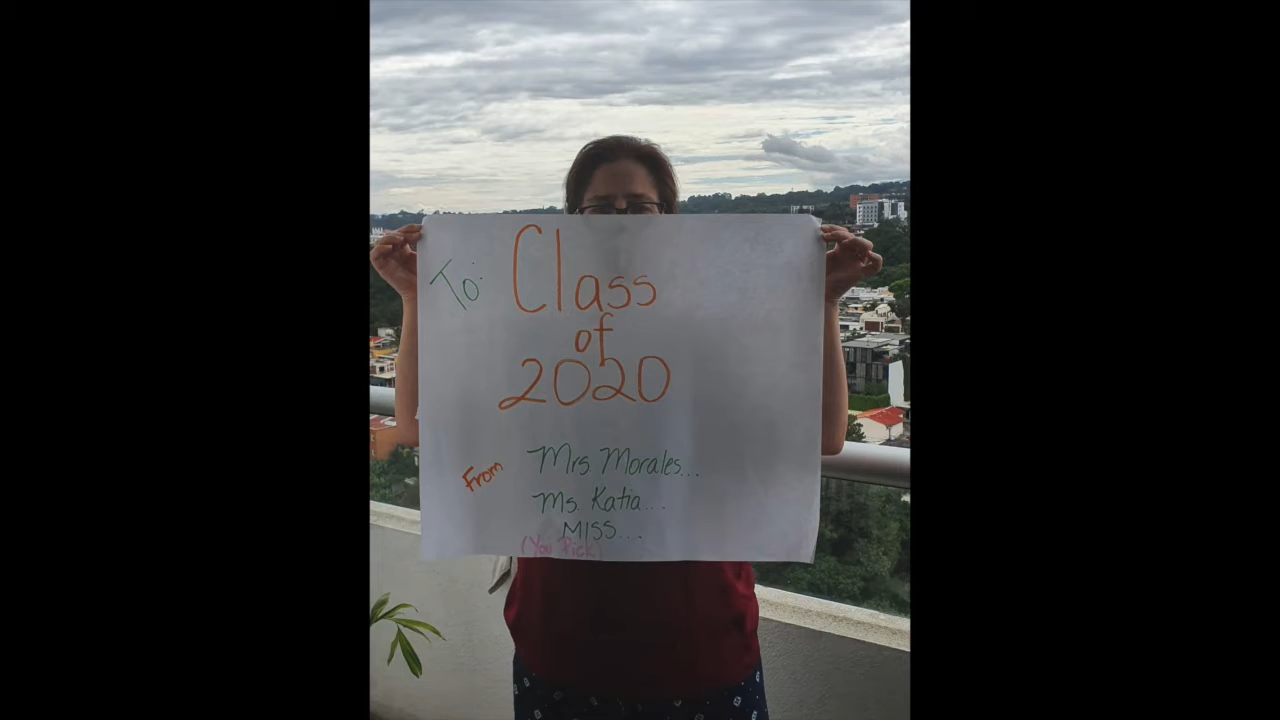 To: Class
of
2020
From Mrs Morales...
Ms. Katia...
MISS...
(You Pick)